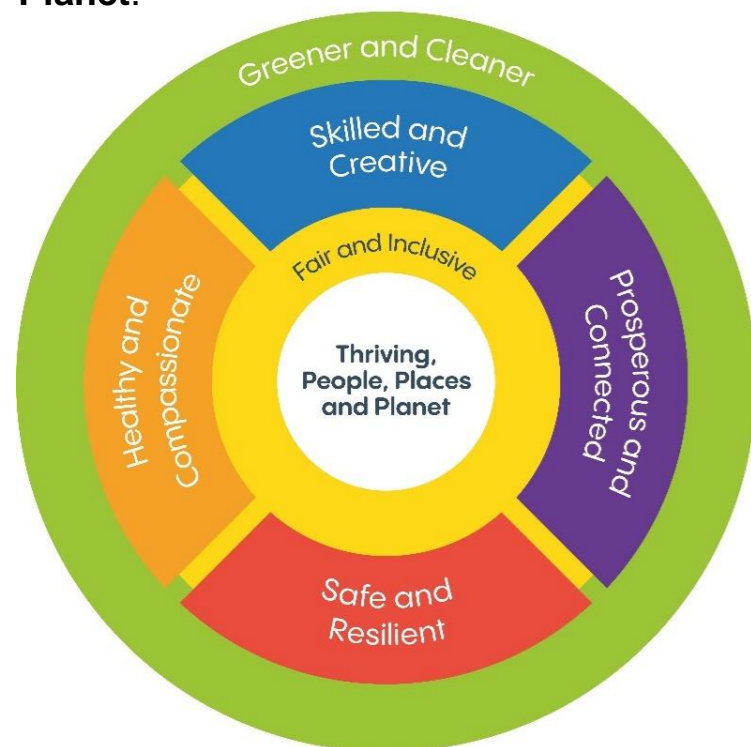 Planet.
Greener and Cleaner
Skilled and
Creative
Fair and Inclusive
Healthy and
Compassionate
Thriving,
People, Places
and Planet
Prosperous and
Connected
Safe and
Resilient